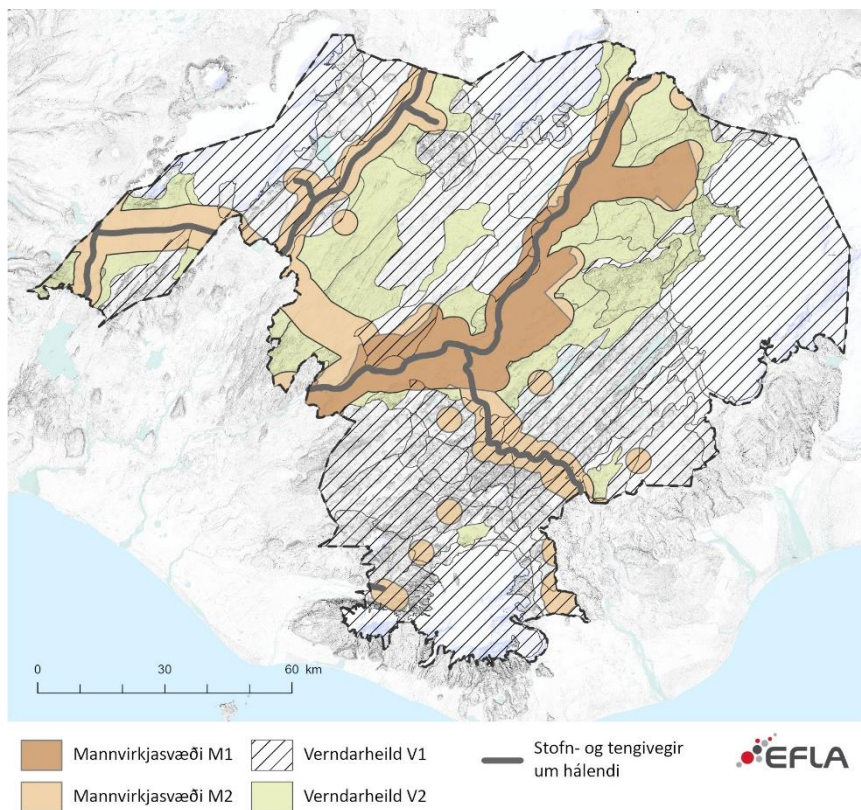 0 30 60 km
Mannvirkjasvæði M1
Verndarheild V1
Stofn- og tengivegir
um hálendi
EFLA
Mannvirkjasvæði M2
Verndarheild V2